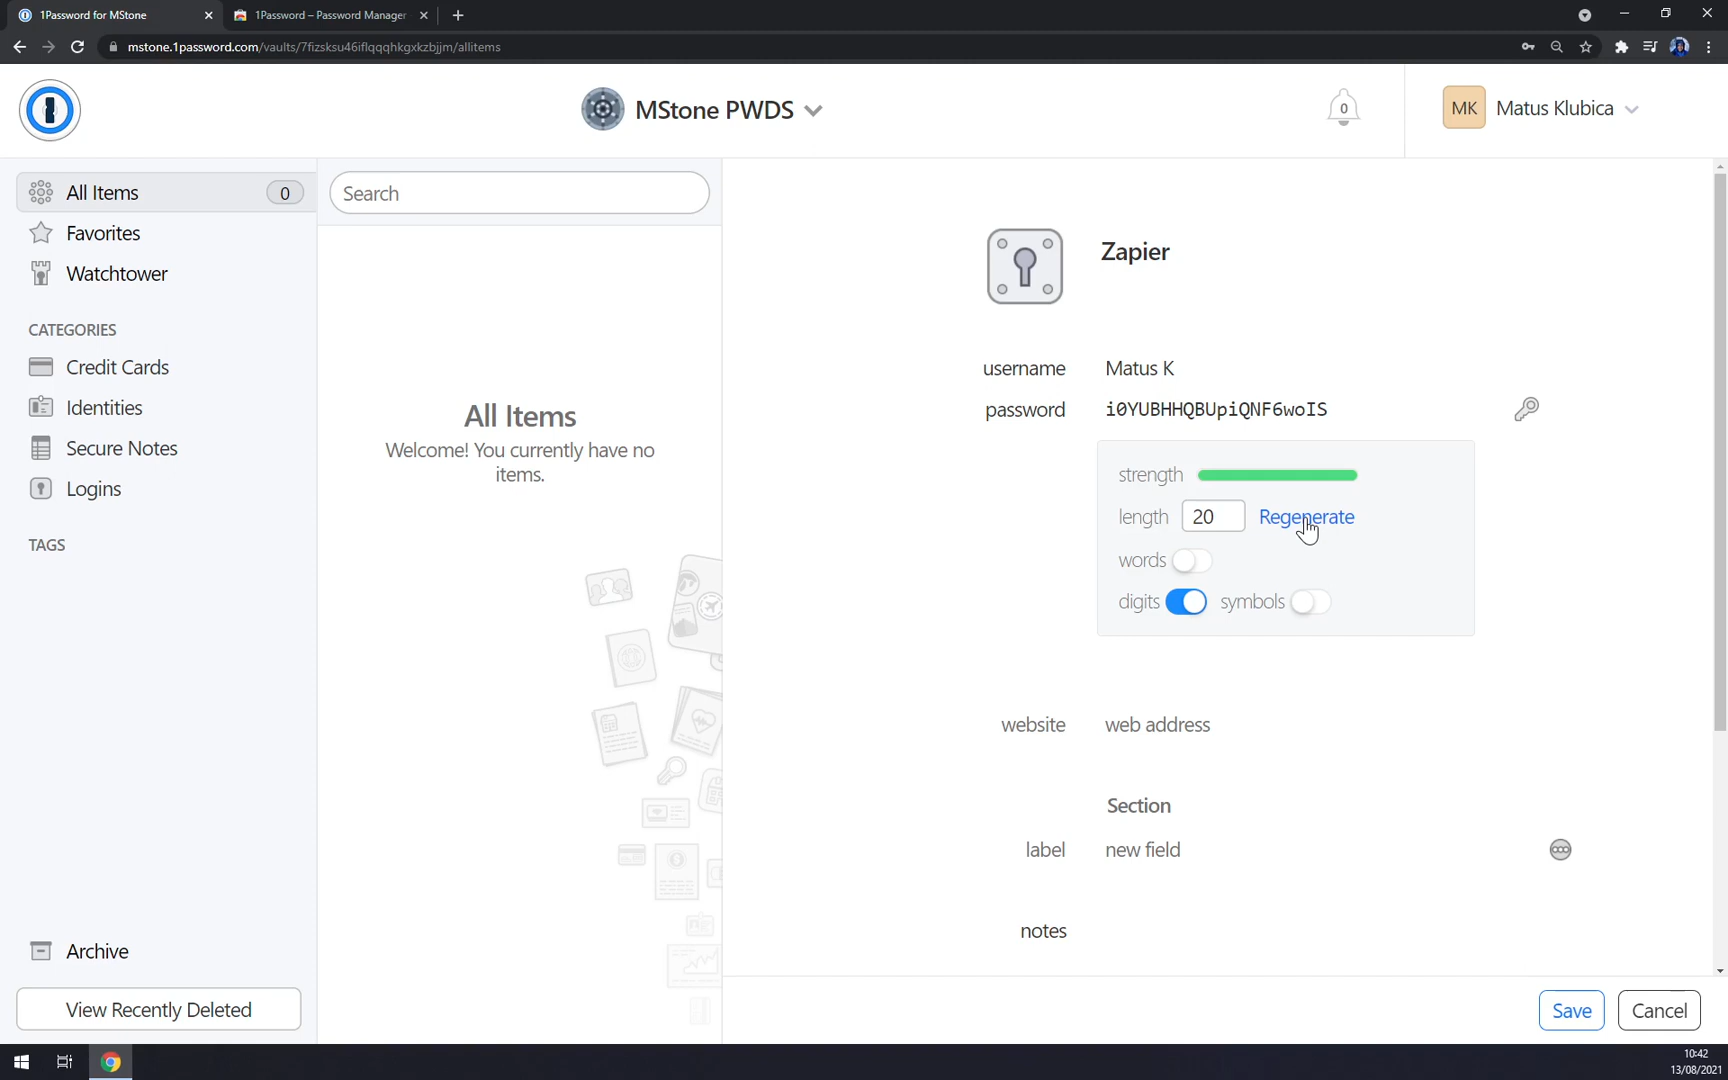 1Password for MStone
1Password – Password Manager
mstone.1password.com/vaults/7fizsksu46iflqqqhkgxkzbjjm/allitems
MStone PWDS
0
MK
Matus Klubica
All Items
0
Favorites
Watchtower
CATEGORIES
Credit Cards
Identities
Secure Notes
Logins
TAGS
Archive
View Recently Deleted
Search
All Items
Welcome! You currently have no
items.
Zapier
username Matus K
password i0YUBHHQBUpiQNF6woIS
strength
length 20 Regenerate
words
digits symbols
website web address
Section
label new field
notes
Save Cancel
10:42
13/08/2021